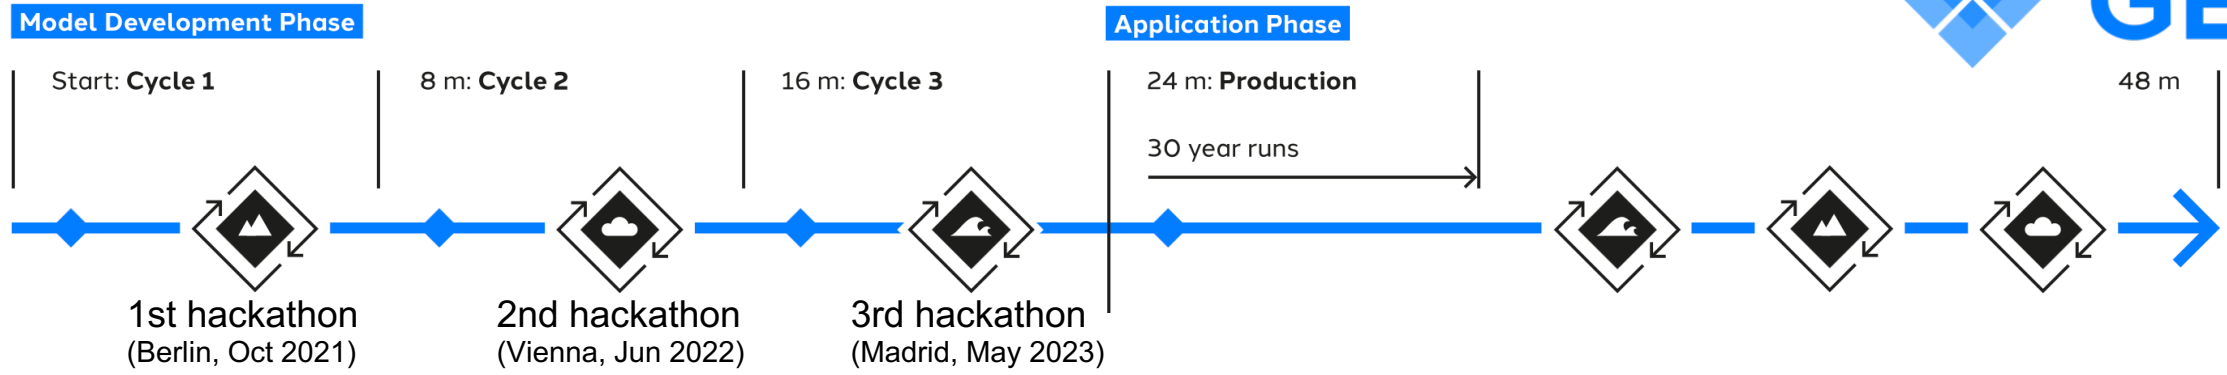 Model Development Phase
Application Phase
Start: Cycle 1
8 m: Cycle 2
16 m: Cycle 3
24 m: Production
48 m
30 year runs
1st hackathon
(Berlin, Oct 2021)
2nd hackathon
(Vienna, Jun 2022)
3rd hackathon
(Madrid, May 2023)